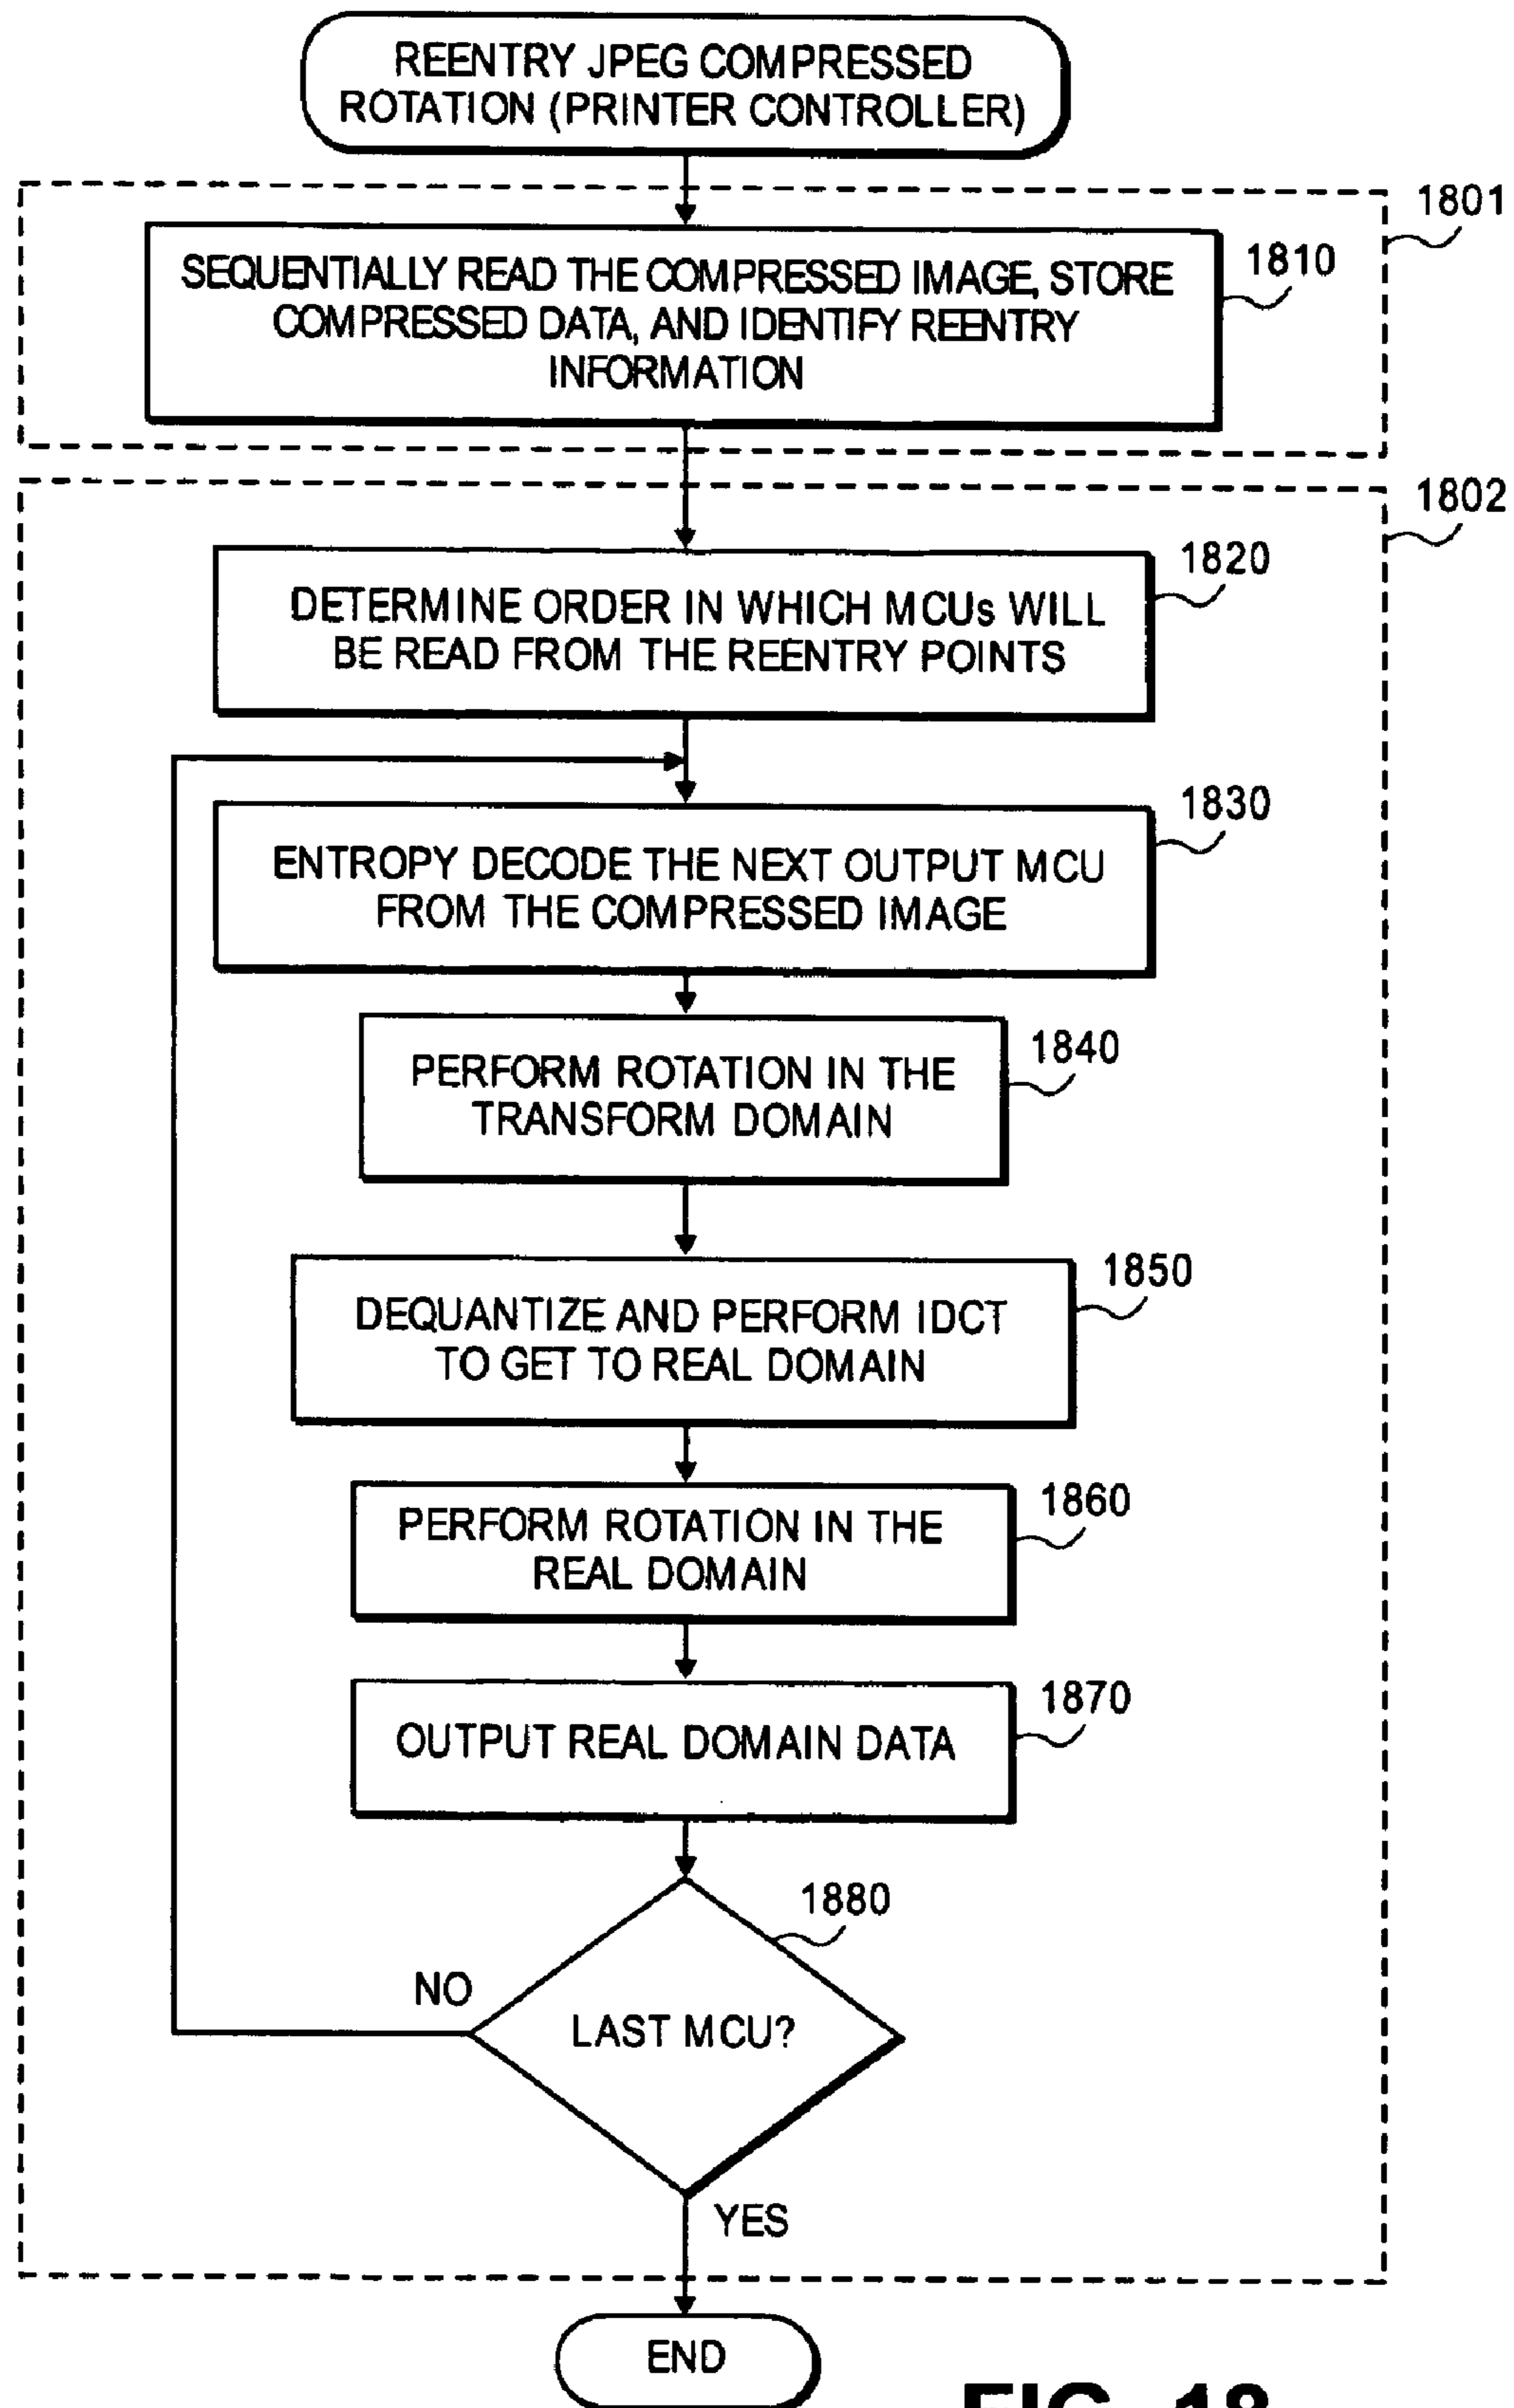 REENTRY JPEG COMPRESSED
ROTATION (PRINTER CONTROLLER)
1801
1810
SEQUENTIALLY READ THE COMPRESSED IMAGE, STORE
COMPRESSED DATA, AND IDENTIFY REENTRY
INFORMATION
1802
1820
DETERMINE ORDER IN WHICH MCUs WILL
BE READ FROM THE REENTRY POINTS
1830
ENTROPY DECODE THE NEXT OUTPUT MCU
FROM THE COMPRESSED IMAGE
1840
PERFORM ROTATION IN THE
TRANSFORM DOMAIN
1850
DEQUANTIZE AND PERFORM IDCT
TO GET TO REAL DOMAIN
1860
PERFORM ROTATION IN THE
REAL DOMAIN
1870
OUTPUT REAL DOMAIN DATA
1880
NO
LAST MCU?
YES
END
FIG. 18